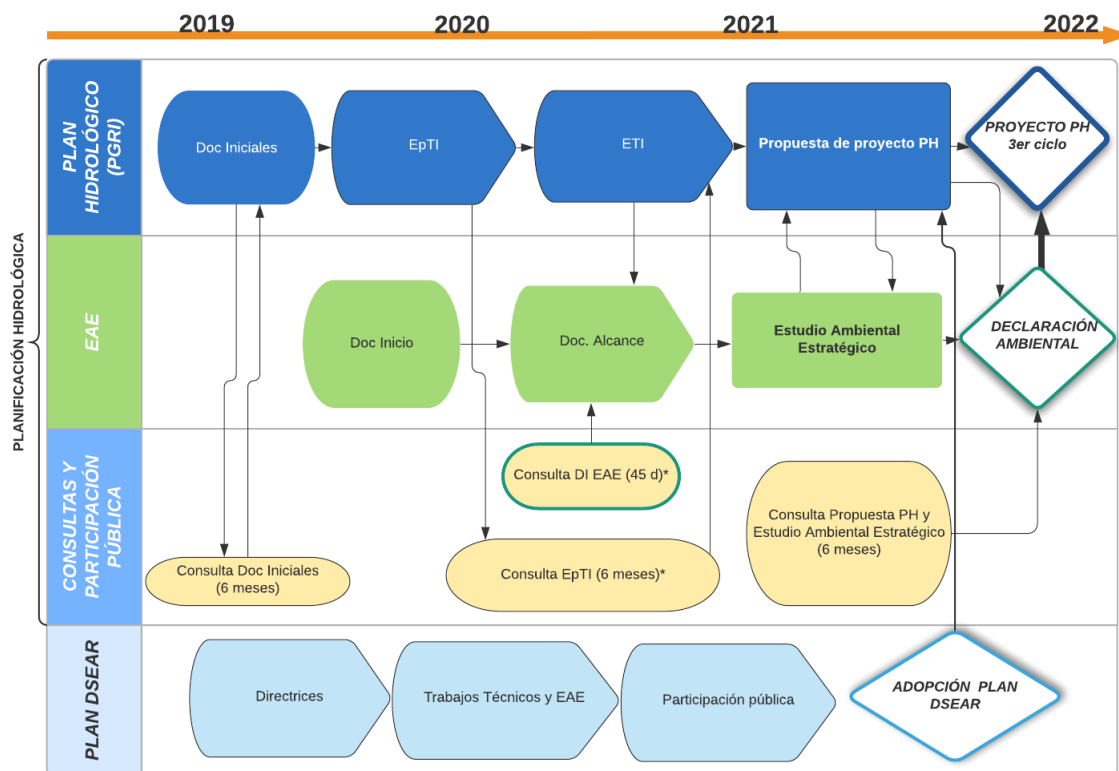 2019
2020
2021
2022
PLANIFICACIÓN HIDROLÓGICA
PLAN
HIDROLÓGICO
(PGRI)
Doc Iniciales
EpTI
ETI
Propuesta de proyecto PH
PROYECTO PH
3er ciclo
EAE
Doc Inicio
Doc. Alcance
Estudio Ambiental
Estratégico
DECLARACIÓN
AMBIENTAL
CONSULTAS Y
PARTICIPACIÓN
PÚBLICA
Consulta DI EAE (45 d)*
Consulta Doc Iniciales
(6 meses)
Consulta EpTI (6 meses)*
Consulta Propuesta PH y
Estudio Ambiental Estratégico
(6 meses)
PLAN DSEAR
Directrices
Trabajos Técnicos y EAE
Participación pública
ADOPCIÓN PLAN
DSEAR